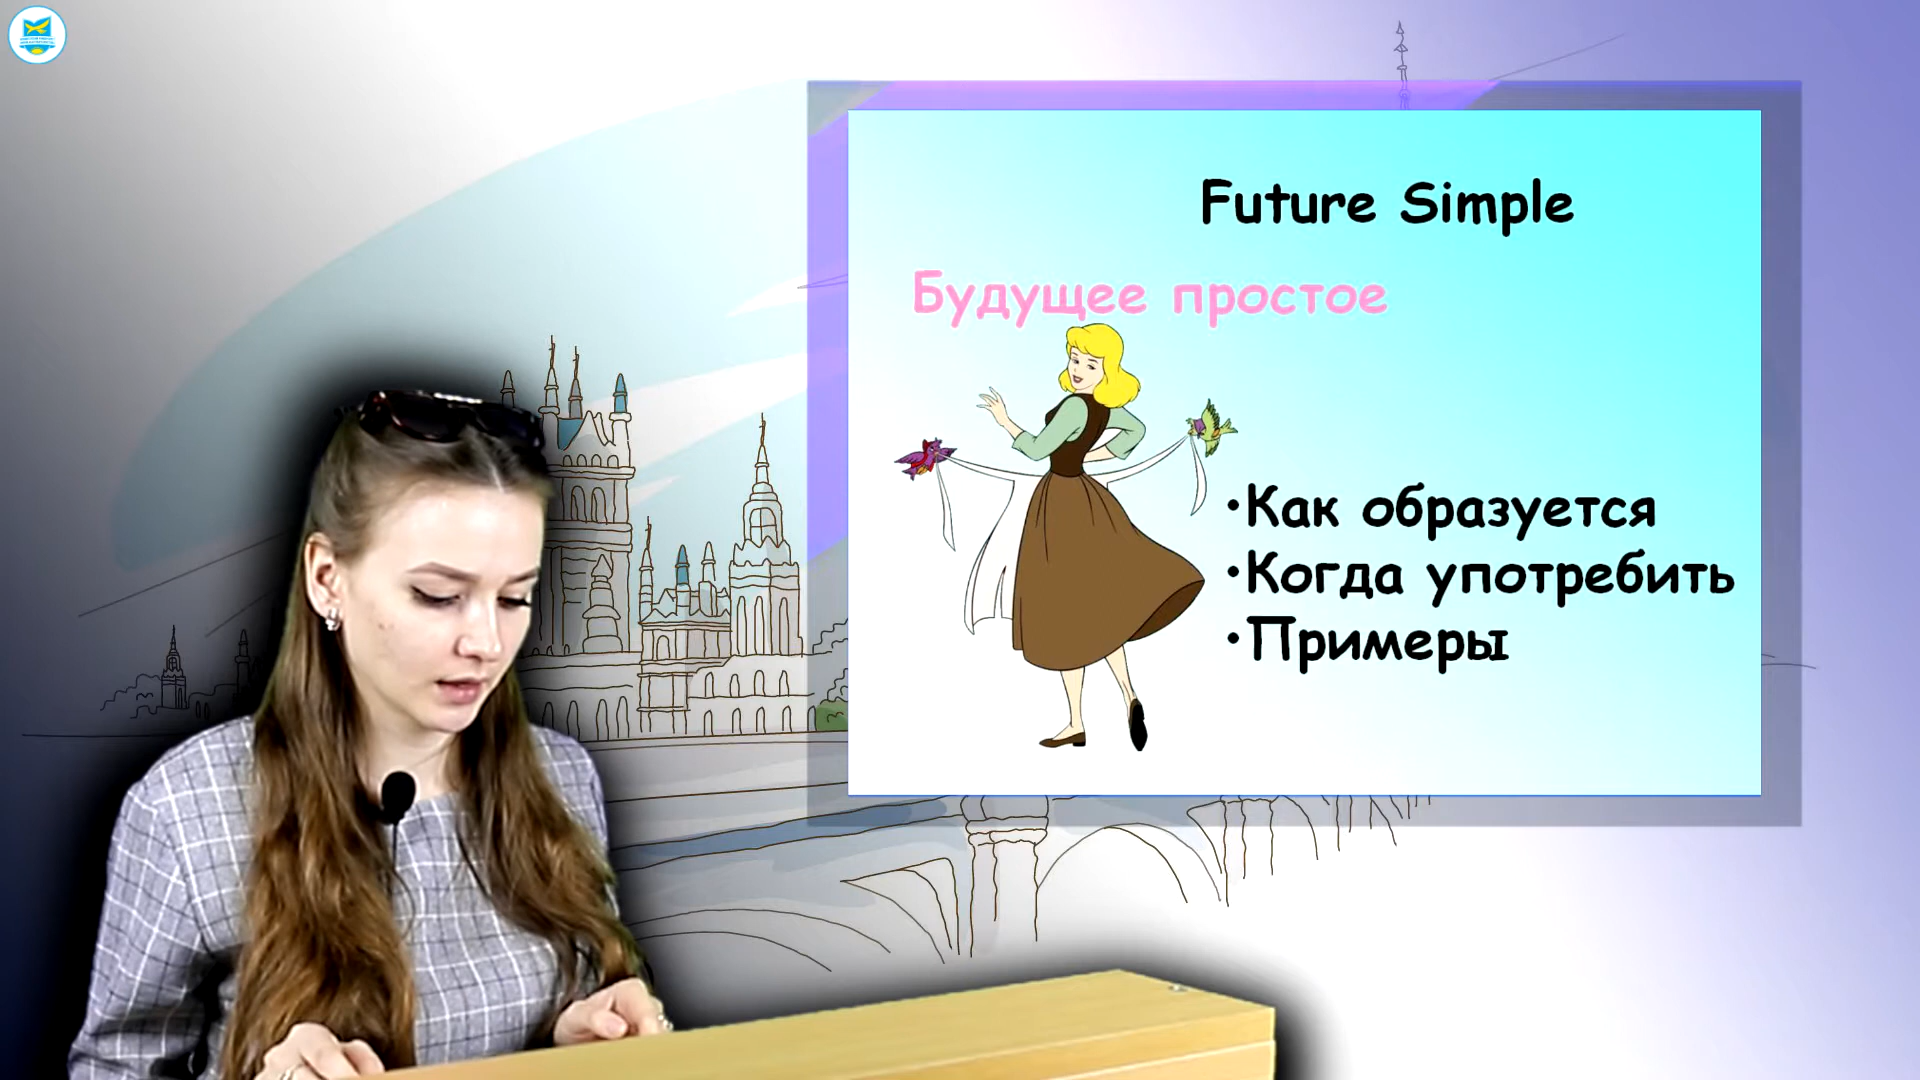 Future Simple
Будущее простое
•Как образуется
•Когда употребить
•Примеры